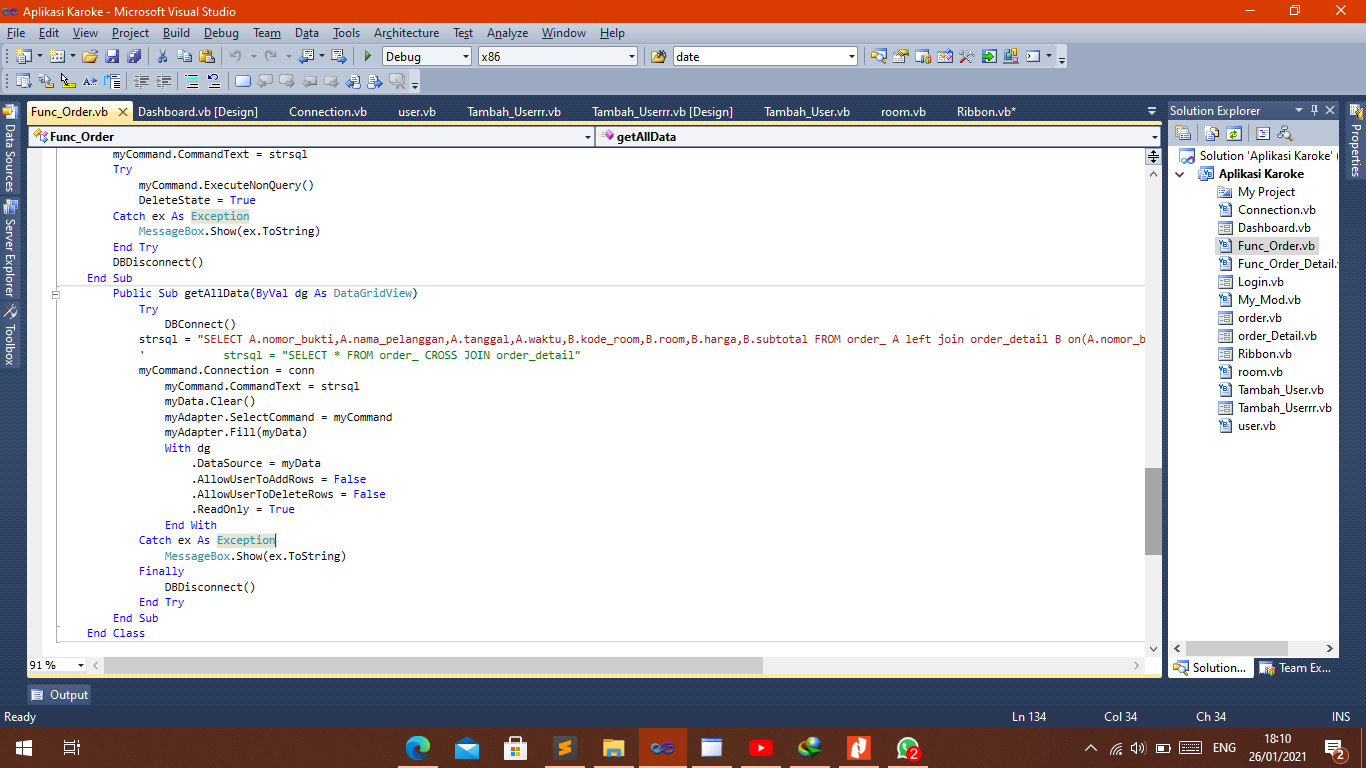 Aplikasi Karoke - Microsoft Visual Studio
File Edit View Project Build Debug Team Data Tools Architecture Test Analyze Window Help
Debug x86 date
Func_Order.vb Dashboard.vb [Design] Connection.vb user.vb Tambah_Userrr.vb Tambah_Userrr.vb [Design] Tambah_User.vb room.vb Ribbon.vb*
Func_Order getAllData
myCommand.CommandText = strsql
Try
myCommand.ExecuteNonQuery()
DeleteState = True
Catch ex As Exception
MessageBox.Show(ex.ToString)
End Try
DBDisconnect()
End Sub
Public Sub getAllData(ByVal dg As DataGridView)
Try
DBConnect()
strsql = "SELECT A.nomor_bukti,A.nama_pelanggan,A.tanggal,A.waktu,B.kode_room,B.room,B.harga,B.subtotal FROM order_ A left join order_detail B on(A.nomor_b
' strsql = "SELECT * FROM order_ CROSS JOIN order_detail"
myCommand.Connection = conn
myCommand.CommandText = strsql
myData.Clear()
myAdapter.SelectCommand = myCommand
myAdapter.Fill(myData)
With dg
.DataSource = myData
.AllowUserToAddRows = False
.AllowUserToDeleteRows = False
.ReadOnly = True
End With
Catch ex As Exception
MessageBox.Show(ex.ToString)
Finally
DBDisconnect()
End Try
End Sub
End Class
91 %
Data Sources
Server Explorer
Toolbox
Solution Explorer
Solution 'Aplikasi Karoke' (
Aplikasi Karoke
My Project
Connection.vb
Dashboard.vb
Func_Order.vb
Func_Order_Detail.
Login.vb
My_Mod.vb
order.vb
order_Detail.vb
Ribbon.vb
room.vb
Tambah_User.vb
Tambah_Userrr.vb
user.vb
Solution... Team Ex...
Properties
Output
Ready Ln 134 Col 34 Ch 34 INS
2
ENG
18:10
26/01/2021
2